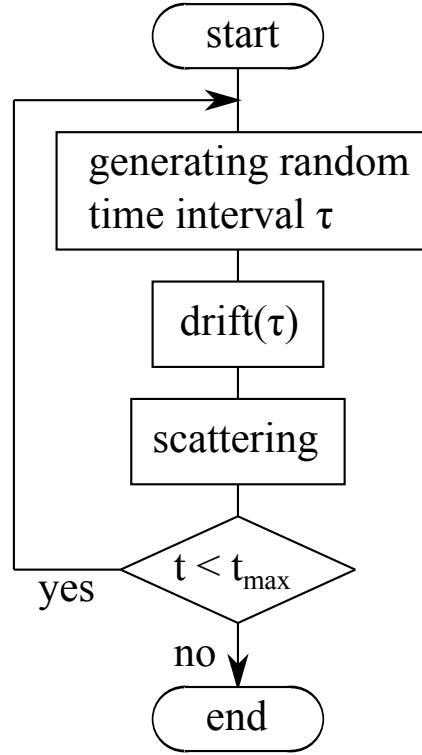 start
generating random
time interval τ
drift(τ)
scattering
t < tmax
yes
no
end